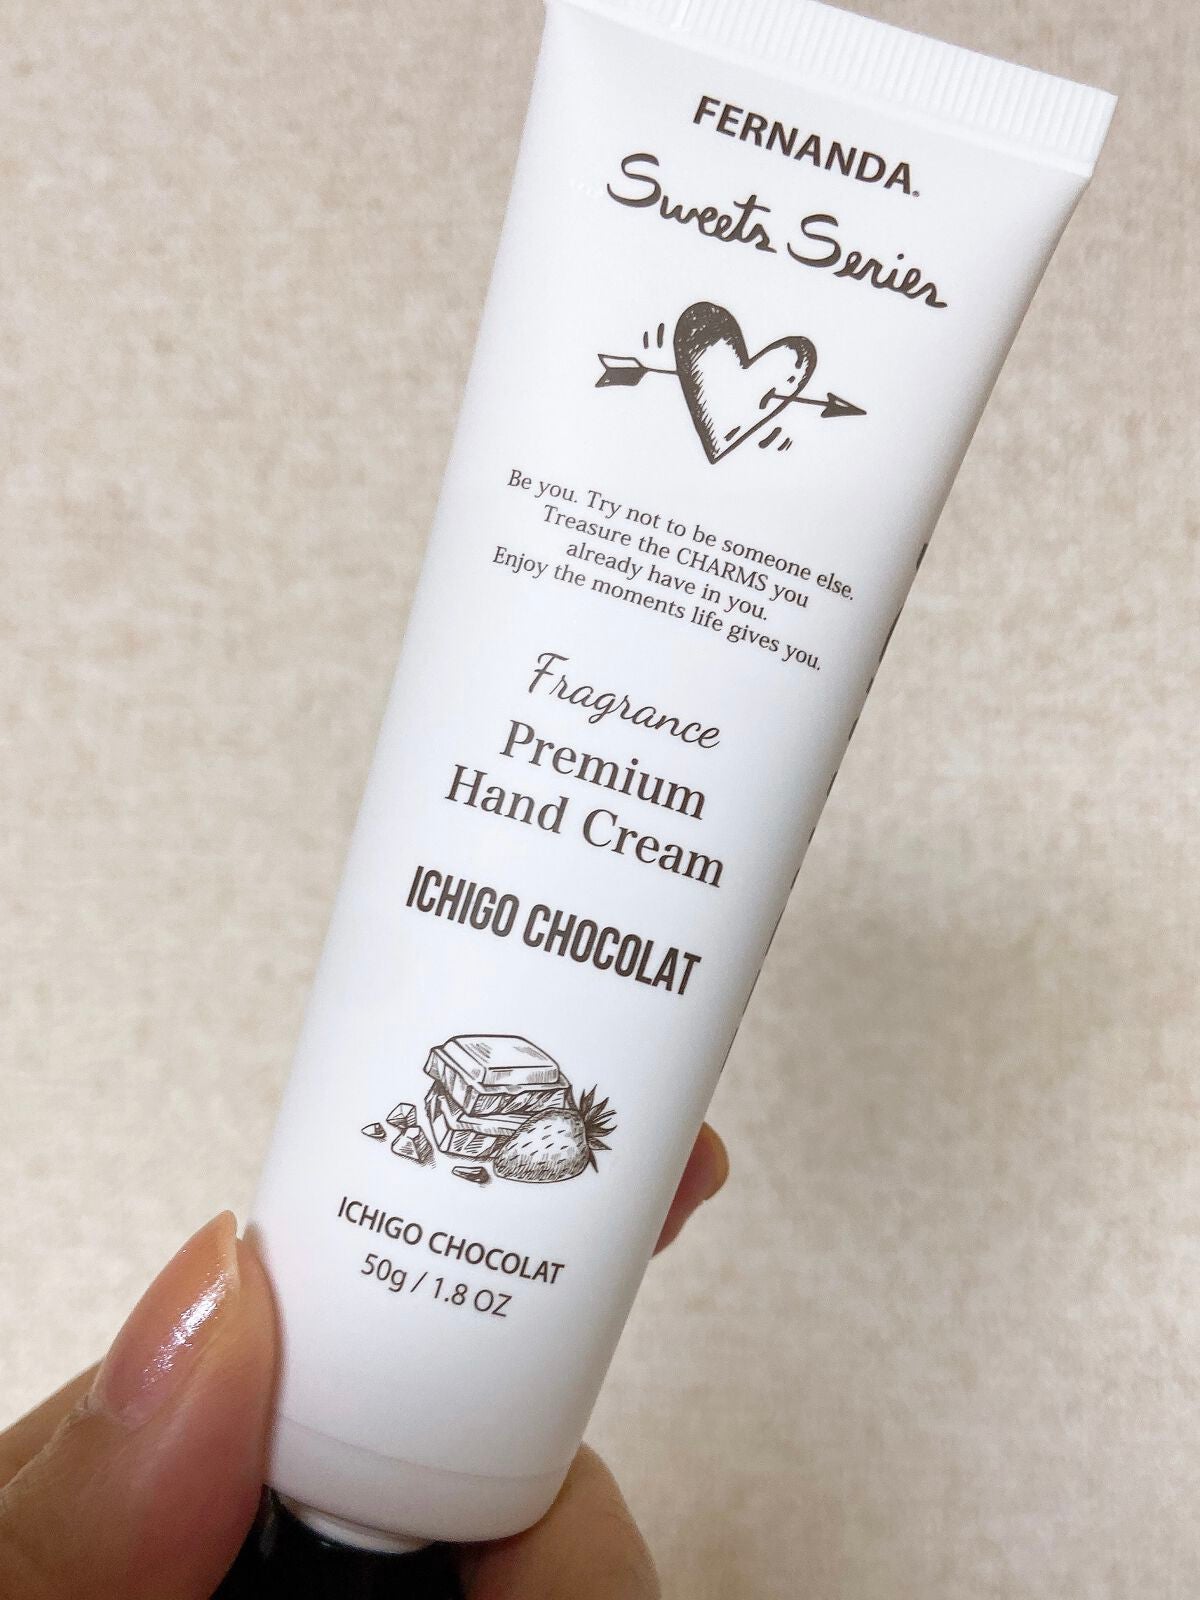 FERNANDA.
Sweets Series
Be you. Try not to be someone else.
Treasure the CHARMS you
already have in you.
Enjoy the moments life gives you.
Fragrance
Premium
Hand Cream
ICHIGO CHOCOLAT
ICHIGO CHOCOLAT
50g / 1.8 OZ